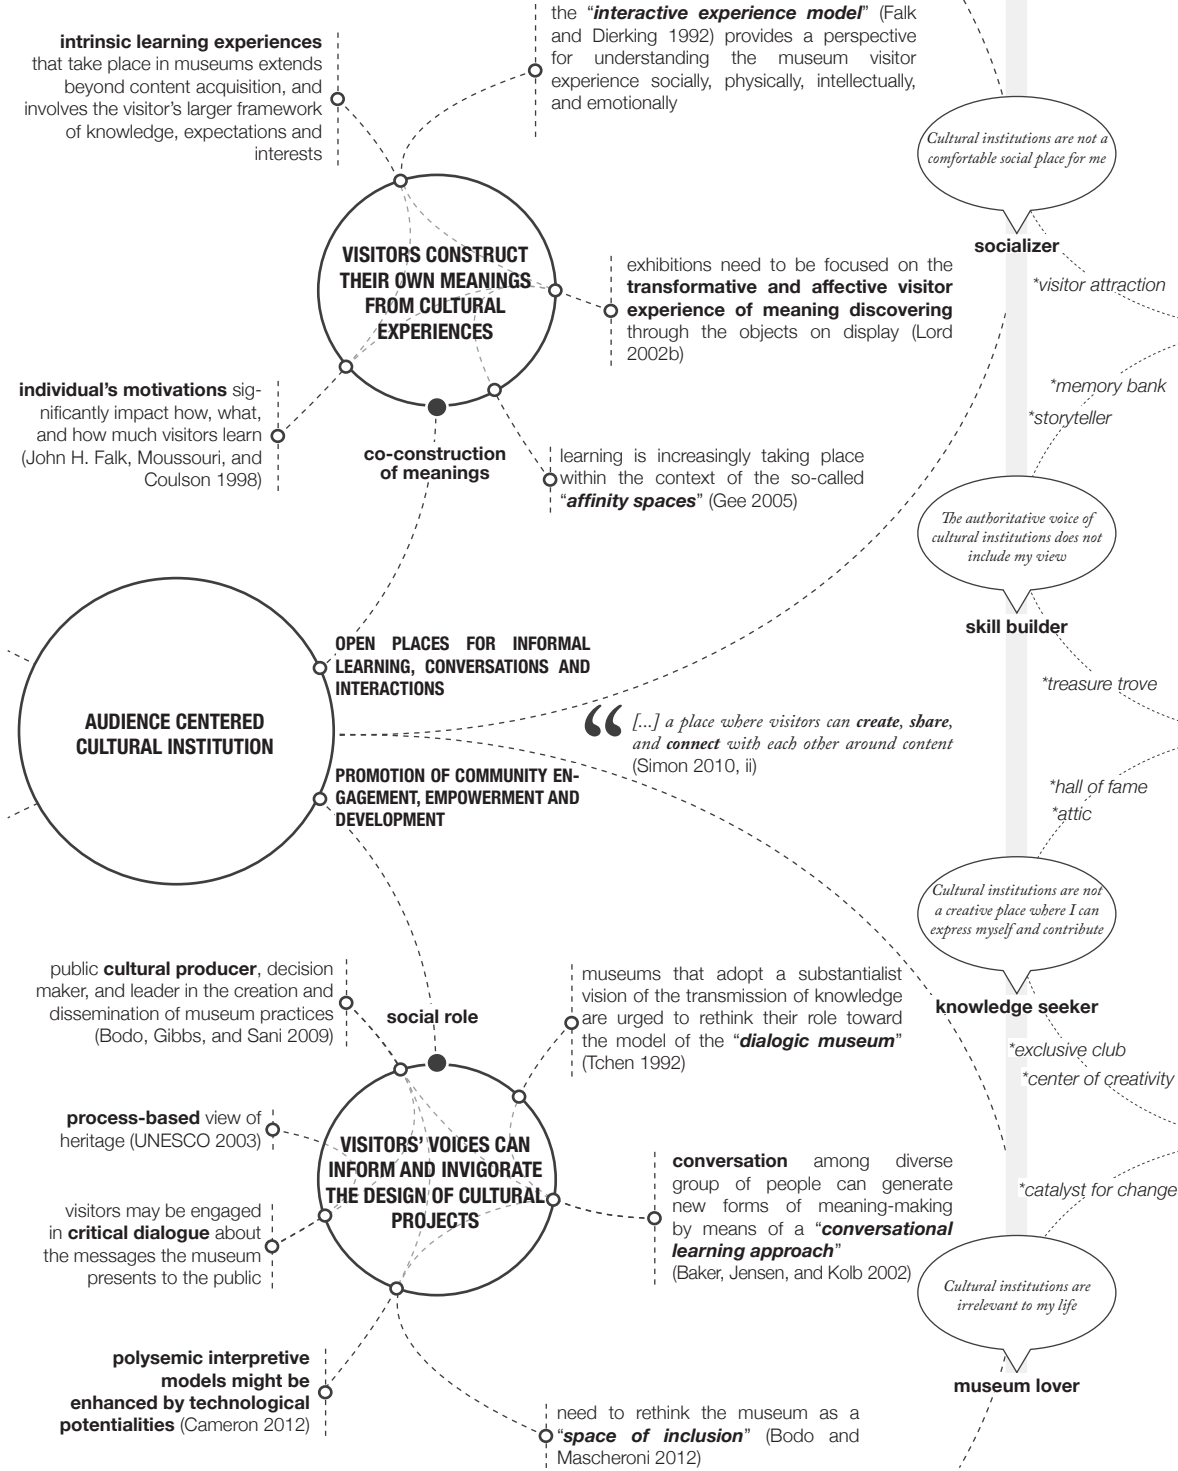 the “interactive experience model” (Falk
and Dierking 1992) provides a perspective
for understanding the museum visitor
experience socially, physically, intellectually,
and emotionally
intrinsic learning experiences
that take place in museums extends
beyond content acquisition, and
involves the visitor’s larger framework
of knowledge, expectations and
interests
Cultural institutions are not a
comfortable social place for me
socializer
*visitor attraction
VISITORS CONSTRUCT
THEIR OWN MEANINGS
FROM CULTURAL
EXPERIENCES
exhibitions need to be focused on the
transformative and affective visitor
experience of meaning discovering
through the objects on display (Lord
2002b)
individual’s motivations sig-
nificantly impact how, what,
and how much visitors learn
(John H. Falk, Moussouri, and
Coulson 1998)
*memory bank
*storyteller
co-construction
of meanings
learning is increasingly taking place
within the context of the so-called
“affinity spaces” (Gee 2005)
The authoritative voice of
cultural institutions does not
include my view
skill builder
OPEN PLACES FOR INFORMAL
LEARNING, CONVERSATIONS AND
INTERACTIONS
*treasure trove
AUDIENCE CENTERED
CULTURAL INSTITUTION
“ [...] a place where visitors can create, share,
and connect with each other around content
(Simon 2010, ii)
PROMOTION OF COMMUNITY EN-
GAGEMENT, EMPOWERMENT AND
DEVELOPMENT
*hall of fame
*attic
Cultural institutions are not
a creative place where I can
express myself and contribute
knowledge seeker
public cultural producer, decision
maker, and leader in the creation and
dissemination of museum practices
(Bodo, Gibbs, and Sani 2009)
social role
museums that adopt a substantialist
vision of the transmission of knowledge
are urged to rethink their role toward
the model of the “dialogic museum”
(Tchen 1992)
*exclusive club
*center of creativity
process-based view of
heritage (UNESCO 2003)
VISITORS’ VOICES CAN
INFORM AND INVIGORATE
THE DESIGN OF CULTURAL
PROJECTS
conversation among diverse
group of people can generate
new forms of meaning-making
by means of a “conversational
learning approach”
(Baker, Jensen, and Kolb 2002)
*catalyst for change
visitors may be engaged
in critical dialogue about
the messages the museum
presents to the public
Cultural institutions are
irrelevant to my life
museum lover
polysemic interpretive
models might be
enhanced by technological
potentialities (Cameron 2012)
need to rethink the museum as a
“space of inclusion” (Bodo and
Mascheroni 2012)